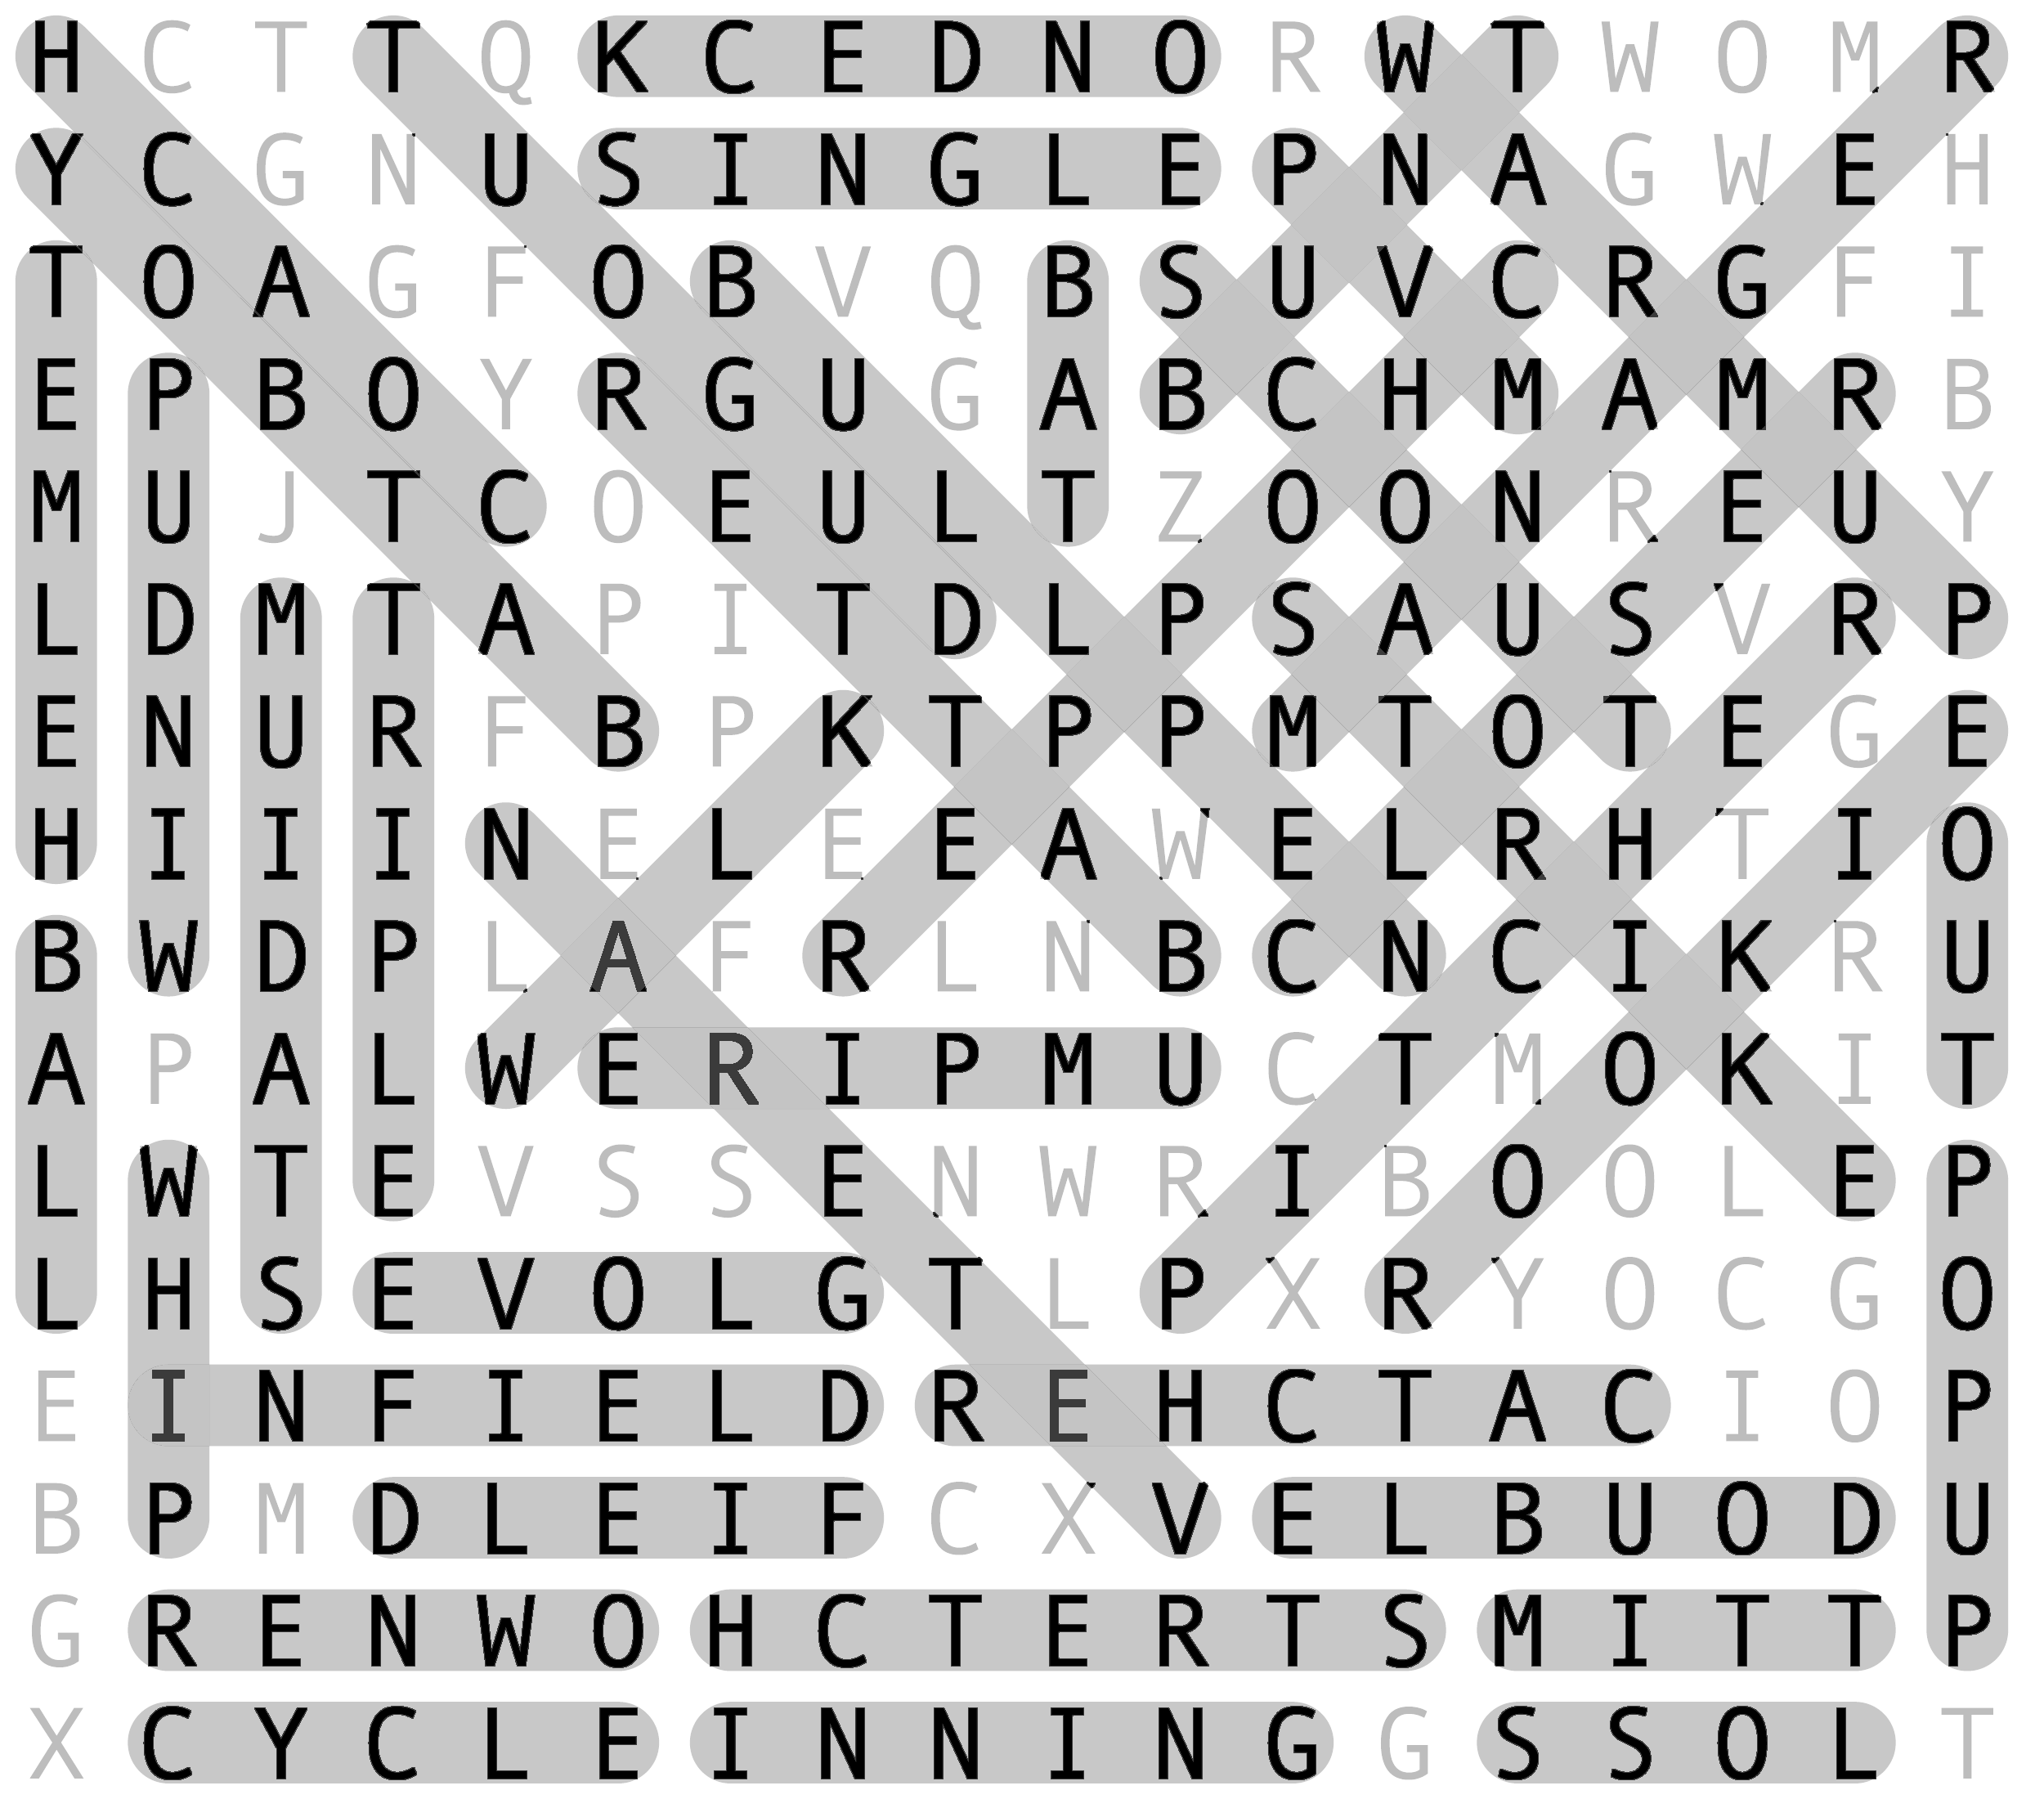 H C T T Q K C E D N O R W T W O M R
Y C G N U S I N G L E P N A G W E H
T O A G F O B V Q B S U V C R G F I
E P B O Y R G U G A B C H M A M R B
M U J T C O E U L T Z O O N R E U Y
L D M T A P I T D L P S A U S V R P
E N U R F B P K T P P M T O T E G E
H I I I N E L E E A W E L R H T I O
B W D P L A F R L N B C N C I K R U
A P A L W E R I P M U C T M O K I T
L W T E V S S E N W R I B O O L E P
L H S E V O L G T L P X R Y O C G O
E I N F I E L D R E H C T A C I O P
B P M D L E I F C X V E L B U O D U
G R E N W O H C T E R T S M I T T P
X C Y C L E I N N I N G G S S O L T